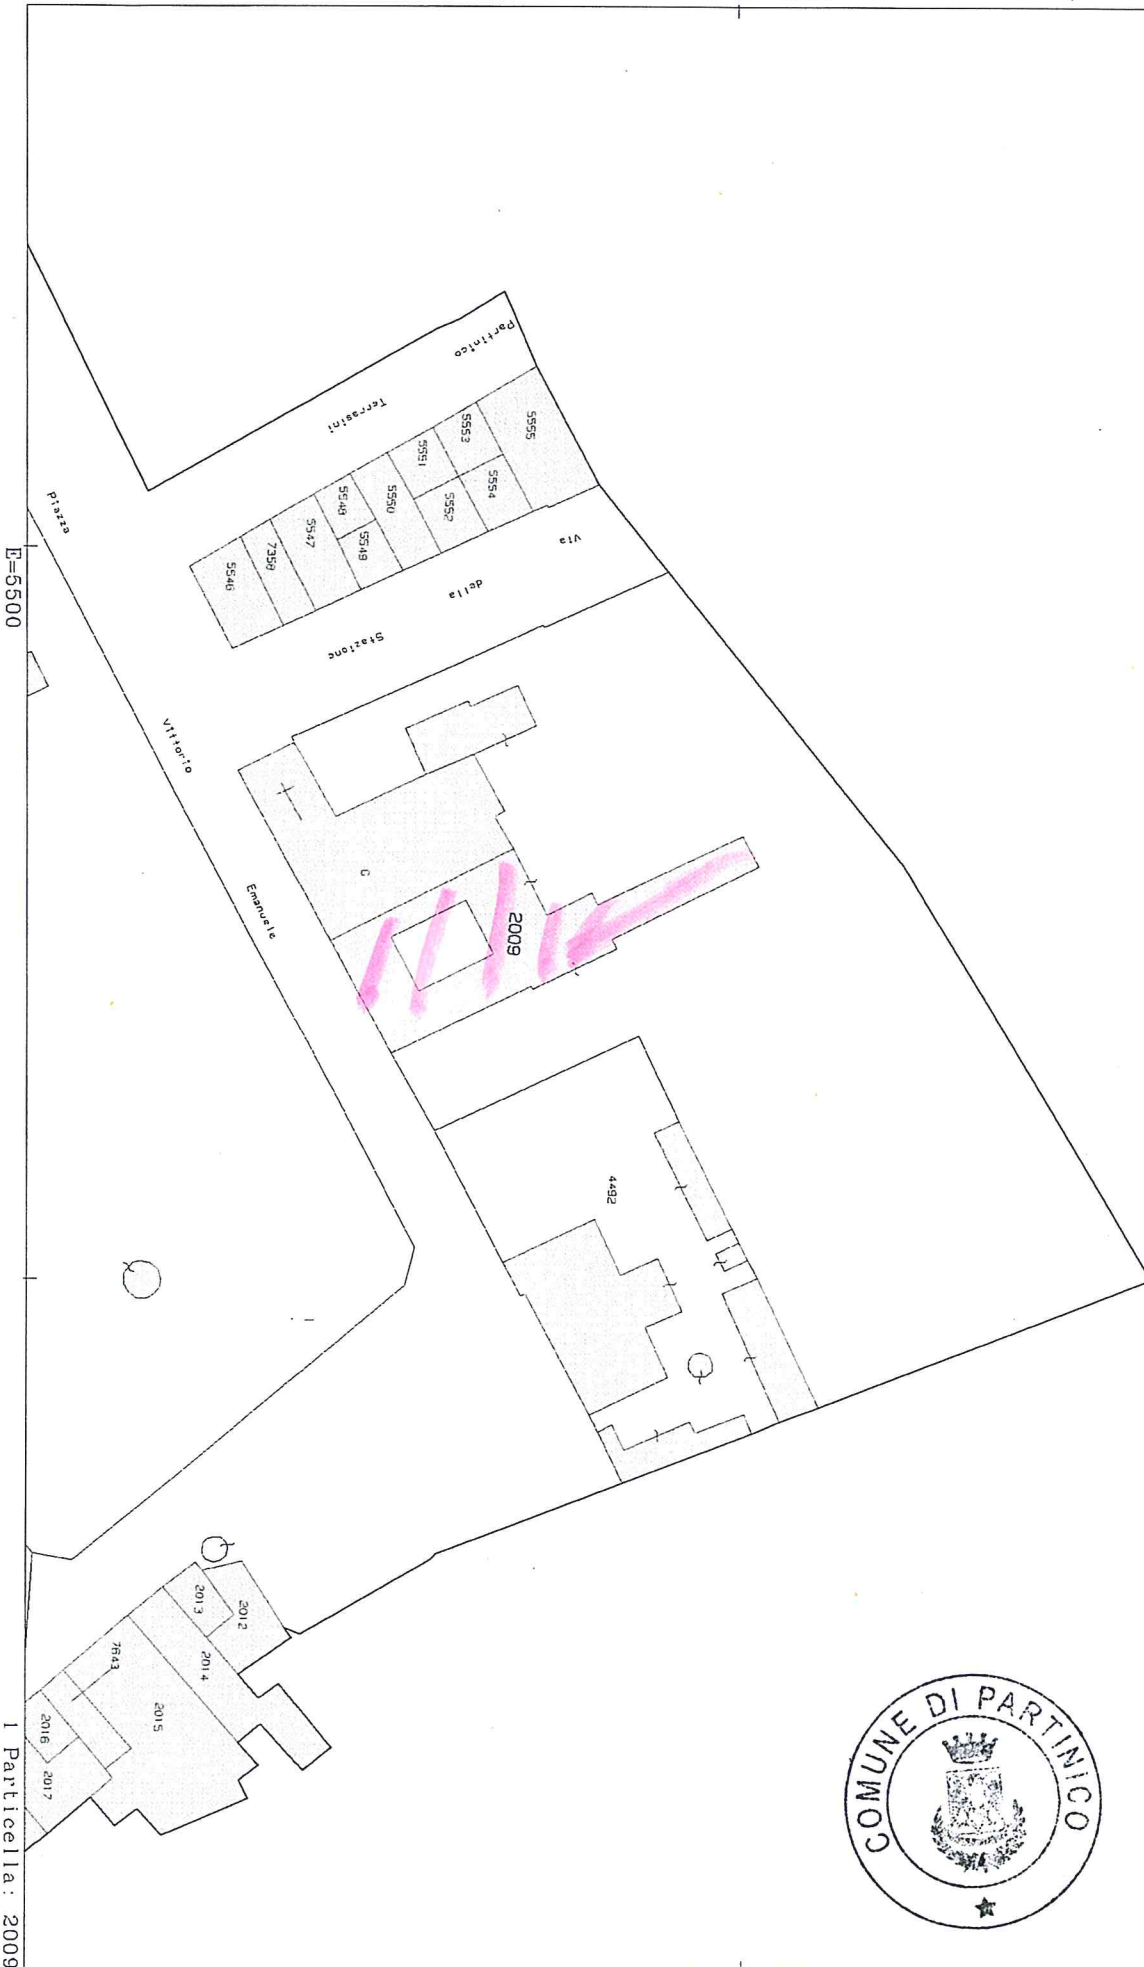 Partinico
Terrasini
5555
5553
5554
5551
5552
5550
5548
5549
5547
7358
5546
Via
della
Stazione
Piazza
Vittorio
Emanuele
E=5500
C
2009
4492
2012
2013
2014
7643
2015
2016
2017
COMUNE DI PARTINICO
1 Particella: 2009